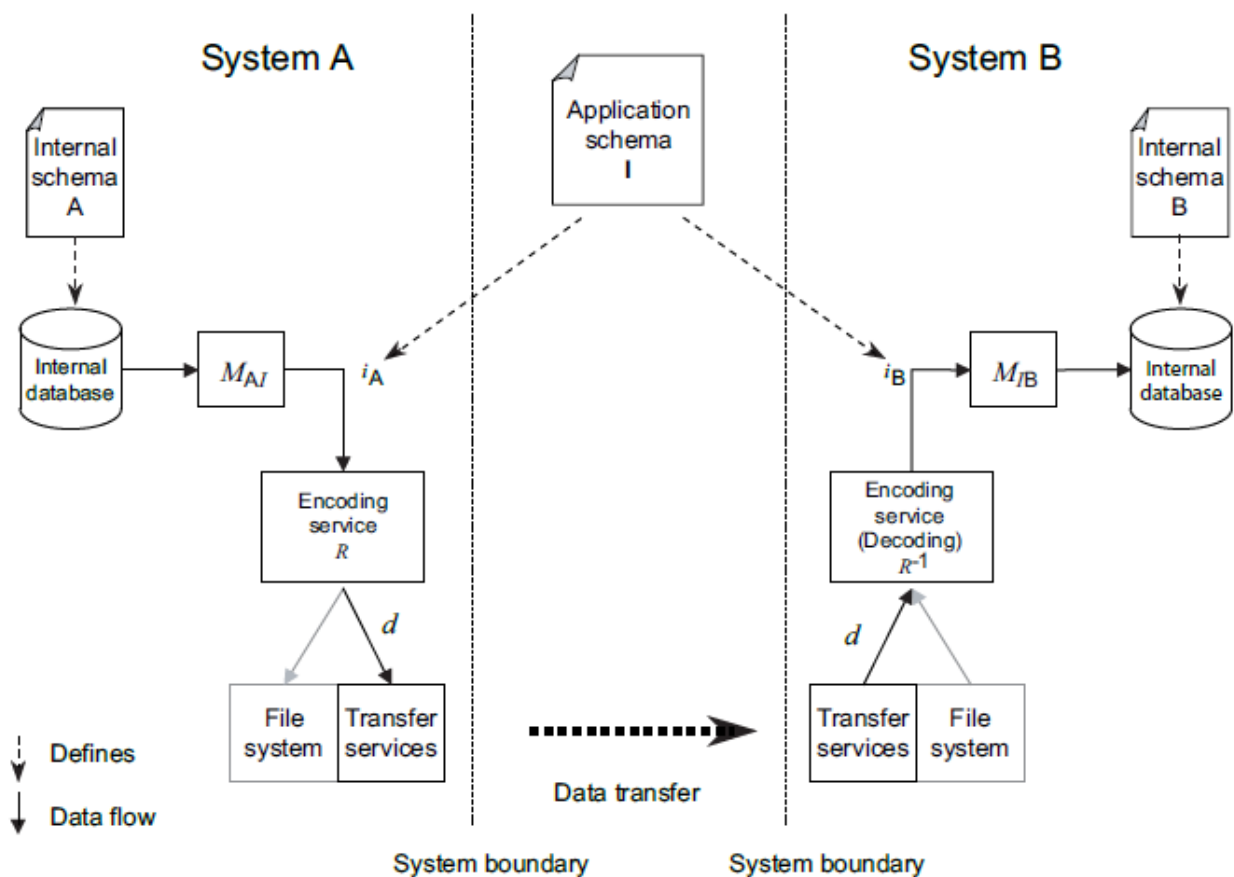 System A
System B
Application
schema
I
Internal
schema
A
Internal
schema
B
Internal
database
M_AI
i_A
i_B
M_IB
Internal
database
Encoding
service
R
Encoding
service
(Decoding)
R⁻¹
d
d
File
system
Transfer
services
Transfer
services
File
system
Defines
Data flow
Data transfer
System boundary
System boundary